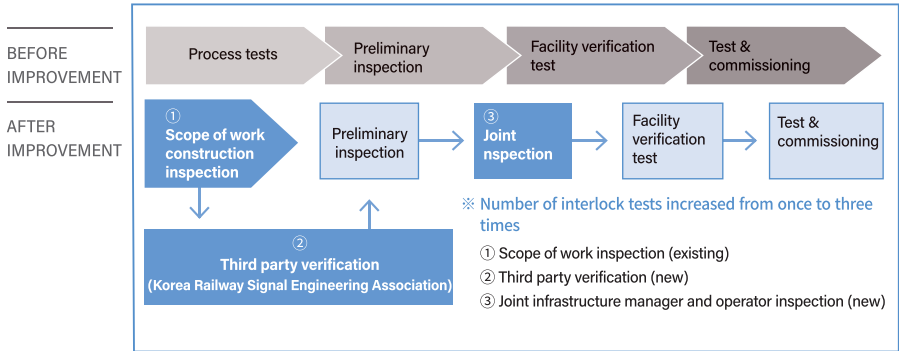 BEFORE
IMPROVEMENT
Process tests
Preliminary
inspection
Facility verification
test
Test &
commissioning
AFTER
IMPROVEMENT
①
Scope of work
construction
inspection
Preliminary
inspection
③
Joint
nspection
Facility
verification
test
Test &
commissioning
②
Third party verification
(Korea Railway Signal Engineering Association)
※ Number of interlock tests increased from once to three
times
① Scope of work inspection (existing)
② Third party verification (new)
③ Joint infrastructure manager and operator inspection (new)